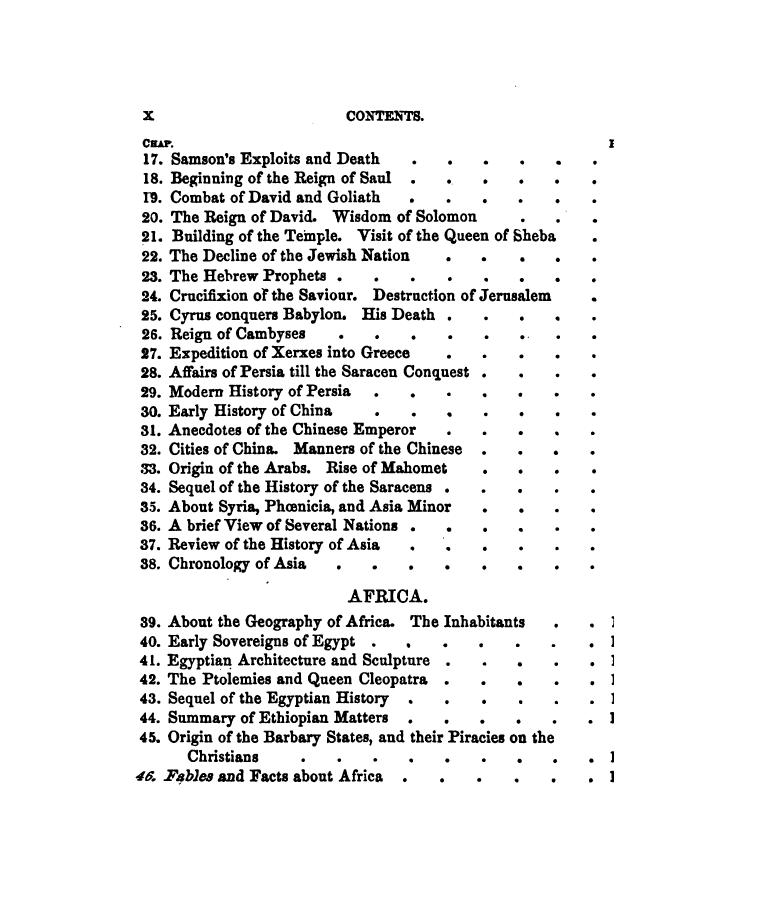 X CONTENTS.
CHAP.
17. Samson's Exploits and Death . . . . . .
18. Beginning of the Reign of Saul . . . . . .
19. Combat of David and Goliath . . . . . .
20. The Reign of David. Wisdom of Solomon . . .
21. Building of the Temple. Visit of the Queen of Sheba .
22. The Decline of the Jewish Nation . . . . .
23. The Hebrew Prophets . . . . . . . .
24. Crucifixion of the Saviour. Destruction of Jerusalem .
25. Cyrus conquers Babylon. His Death . . . . .
26. Reign of Cambyses . . . . . . . .
27. Expedition of Xerxes into Greece . . . . .
28. Affairs of Persia till the Saracen Conquest . . . .
29. Modern History of Persia . . . . . . .
30. Early History of China . . . . . . .
31. Anecdotes of the Chinese Emperor . . . . .
32. Cities of China. Manners of the Chinese . . . .
33. Origin of the Arabs. Rise of Mahomet . . . .
34. Sequel of the History of the Saracens . . . . .
35. About Syria, Phœnicia, and Asia Minor . . . .
36. A brief View of Several Nations . . . . . .
37. Review of the History of Asia . . . . . .
38. Chronology of Asia . . . . . . . .
AFRICA.
39. About the Geography of Africa. The Inhabitants . . 1
40. Early Sovereigns of Egypt . . . . . . . 1
41. Egyptian Architecture and Sculpture . . . . . 1
42. The Ptolemies and Queen Cleopatra . . . . . 1
43. Sequel of the Egyptian History . . . . . . 1
44. Summary of Ethiopian Matters . . . . . . 1
45. Origin of the Barbary States, and their Piracies on the
Christians . . . . . . . . . 1
46. Fables and Facts about Africa . . . . . . 1